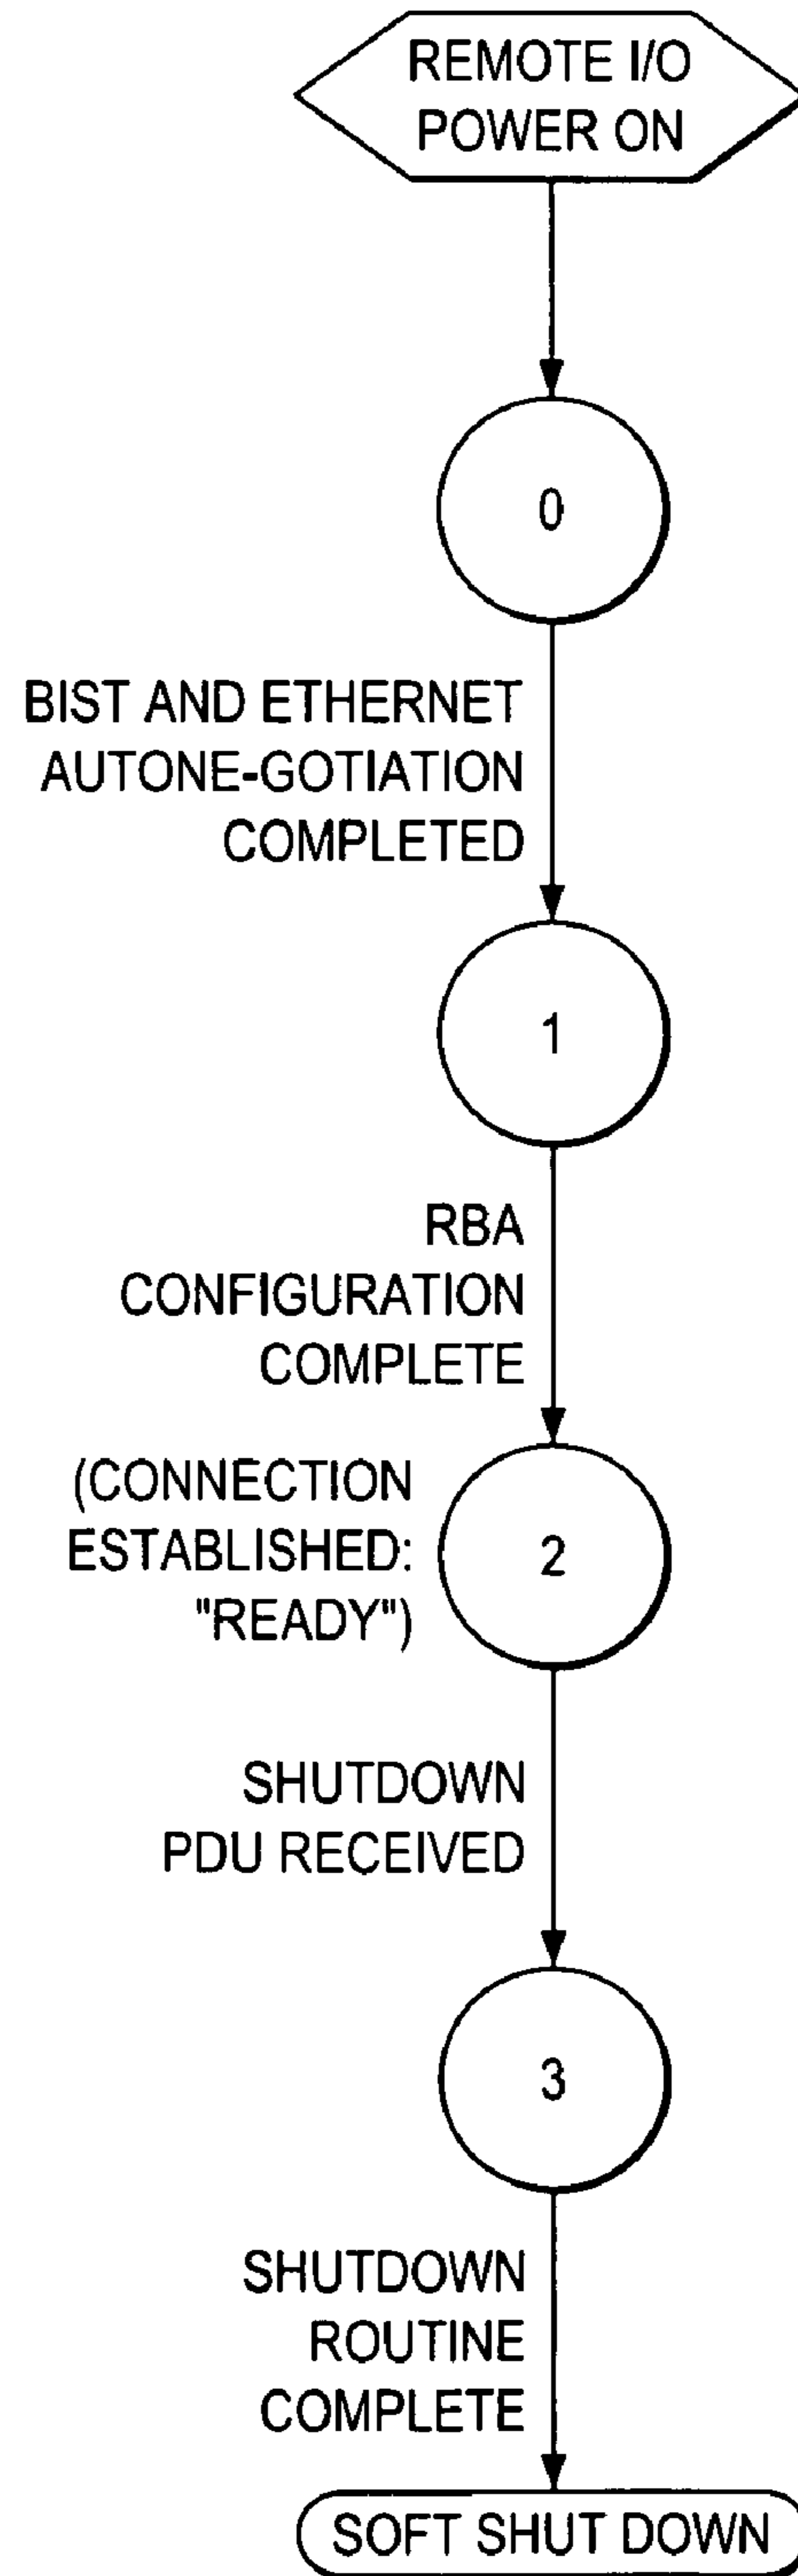 REMOTE I/O
POWER ON
0
BIST AND ETHERNET
AUTONE-GOTIATION
COMPLETED
1
RBA
CONFIGURATION
COMPLETE
(CONNECTION
ESTABLISHED:
"READY")
2
SHUTDOWN
PDU RECEIVED
3
SHUTDOWN
ROUTINE
COMPLETE
SOFT SHUT DOWN